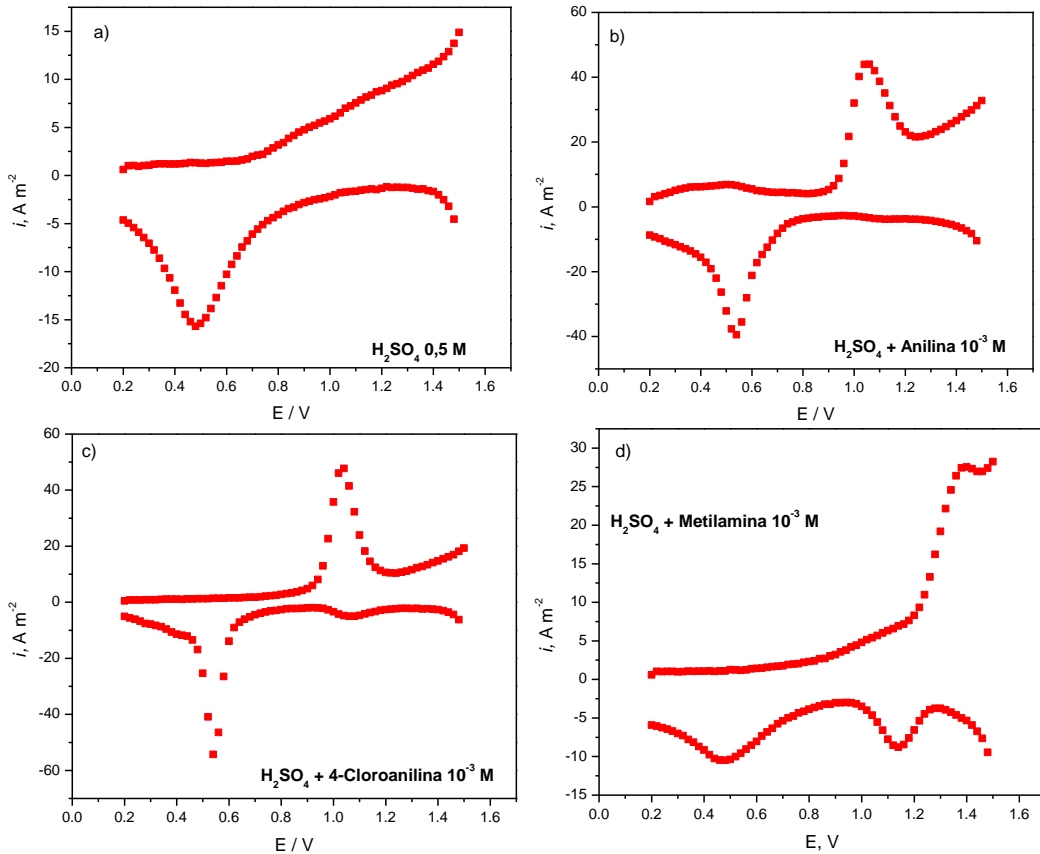 a)
15
10
5
0
-5
-10
-15
-20
i, A m⁻²
H₂SO₄ 0,5 M
0.0 0.2 0.4 0.6 0.8 1.0 1.2 1.4 1.6
E / V
b)
60
40
20
0
-20
-40
i, A m⁻²
H₂SO₄ + Anilina 10⁻³ M
0.0 0.2 0.4 0.6 0.8 1.0 1.2 1.4 1.6
E / V
c)
60
40
20
0
-20
-40
-60
i, A m⁻²
H₂SO₄ + 4-Cloroanilina 10⁻³ M
0.0 0.2 0.4 0.6 0.8 1.0 1.2 1.4 1.6
E / V
d)
30
25
20
15
10
5
0
-5
-10
-15
i, A m⁻²
H₂SO₄ + Metilamina 10⁻³ M
0.0 0.2 0.4 0.6 0.8 1.0 1.2 1.4 1.6
E, V